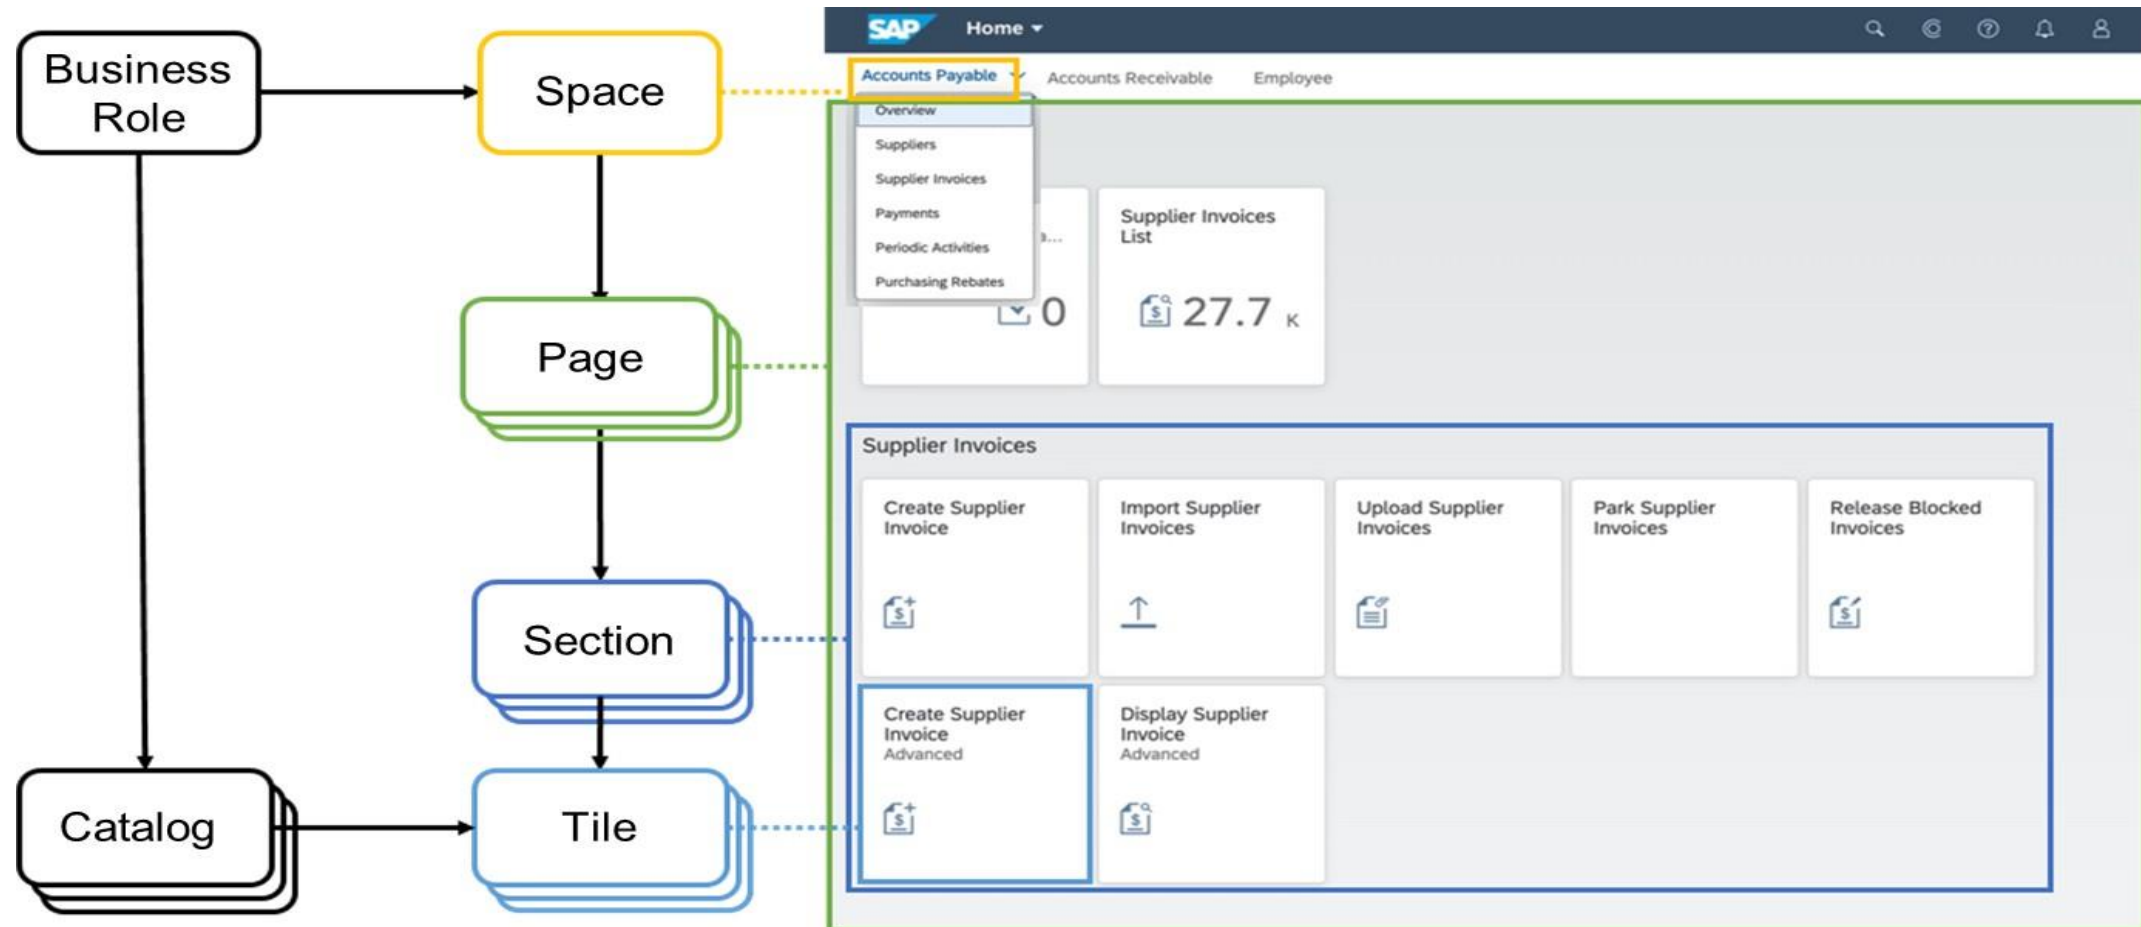 Business
Role
Space
Page
Section
Catalog
Tile
SAP
Home
Accounts Payable
Accounts Receivable
Employee
Overview
Suppliers
Supplier Invoices
Payments
Periodic Activities
Purchasing Rebates
a...
0
Supplier Invoices
List
27.7 K
Supplier Invoices
Create Supplier
Invoice
Import Supplier
Invoices
Upload Supplier
Invoices
Park Supplier
Invoices
Release Blocked
Invoices
Create Supplier
Invoice
Advanced
Display Supplier
Invoice
Advanced